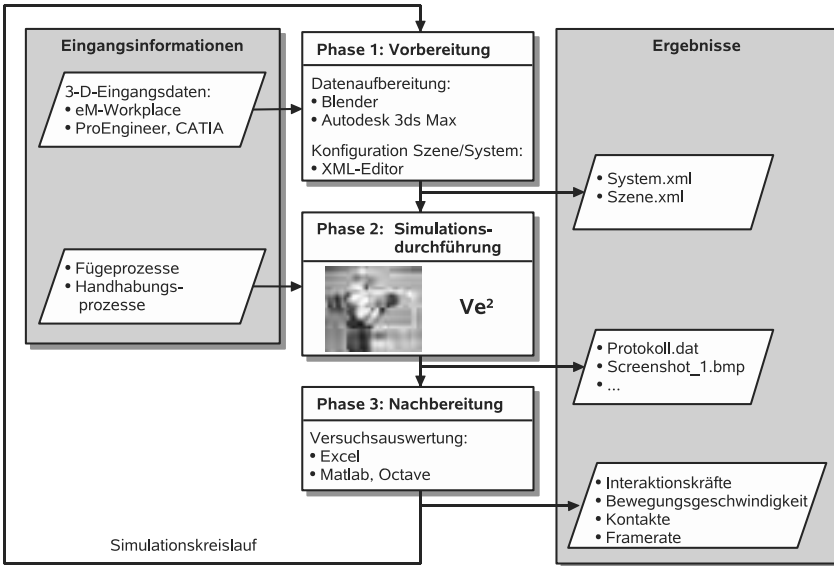 Eingangsinformationen
3-D-Eingangsdaten:
• eM-Workplace
• ProEngineer, CATIA
• Fügeprozesse
• Handhabungs-
prozesse
Phase 1: Vorbereitung
Datenaufbereitung:
• Blender
• Autodesk 3ds Max
Konfiguration Szene/System:
• XML-Editor
Phase 2: Simulations-
durchführung
Ve²
Phase 3: Nachbereitung
Versuchsauswertung:
• Excel
• Matlab, Octave
Ergebnisse
• System.xml
• Szene.xml
• Protokoll.dat
• Screenshot_1.bmp
• ...
• Interaktionskräfte
• Bewegungsgeschwindigkeit
• Kontakte
• Framerate
Simulationskreislauf